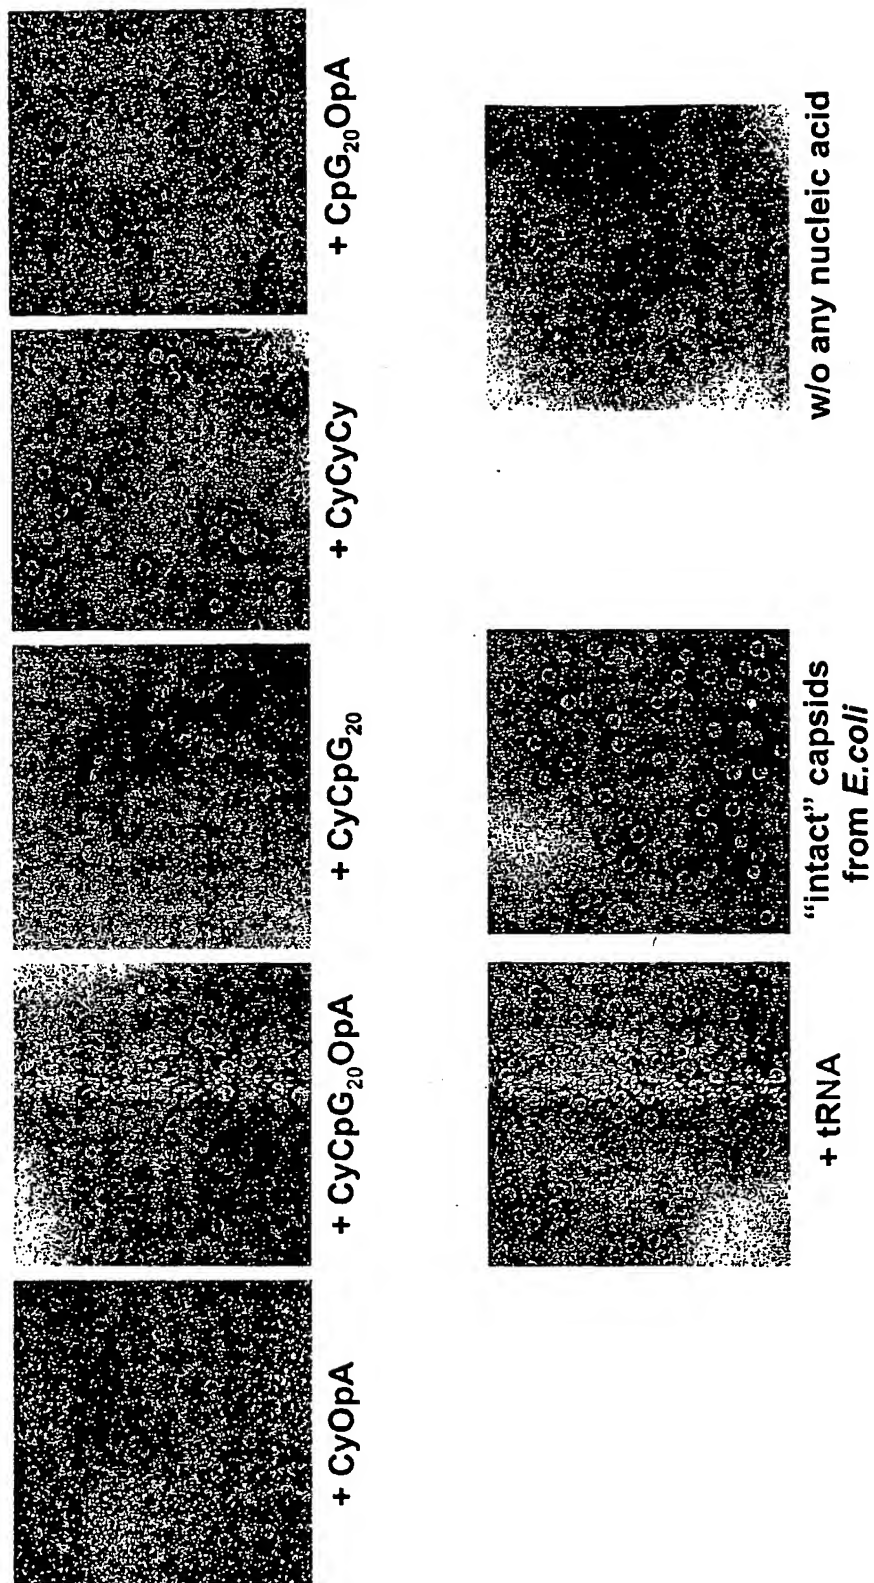 + CyOpA
+ CyCpG₂₀OpA
+ CyCpG₂₀
+ CyCyCy
+ CpG₂₀OpA
+ tRNA
"intact" capsids
from E.coli
w/o any nucleic acid